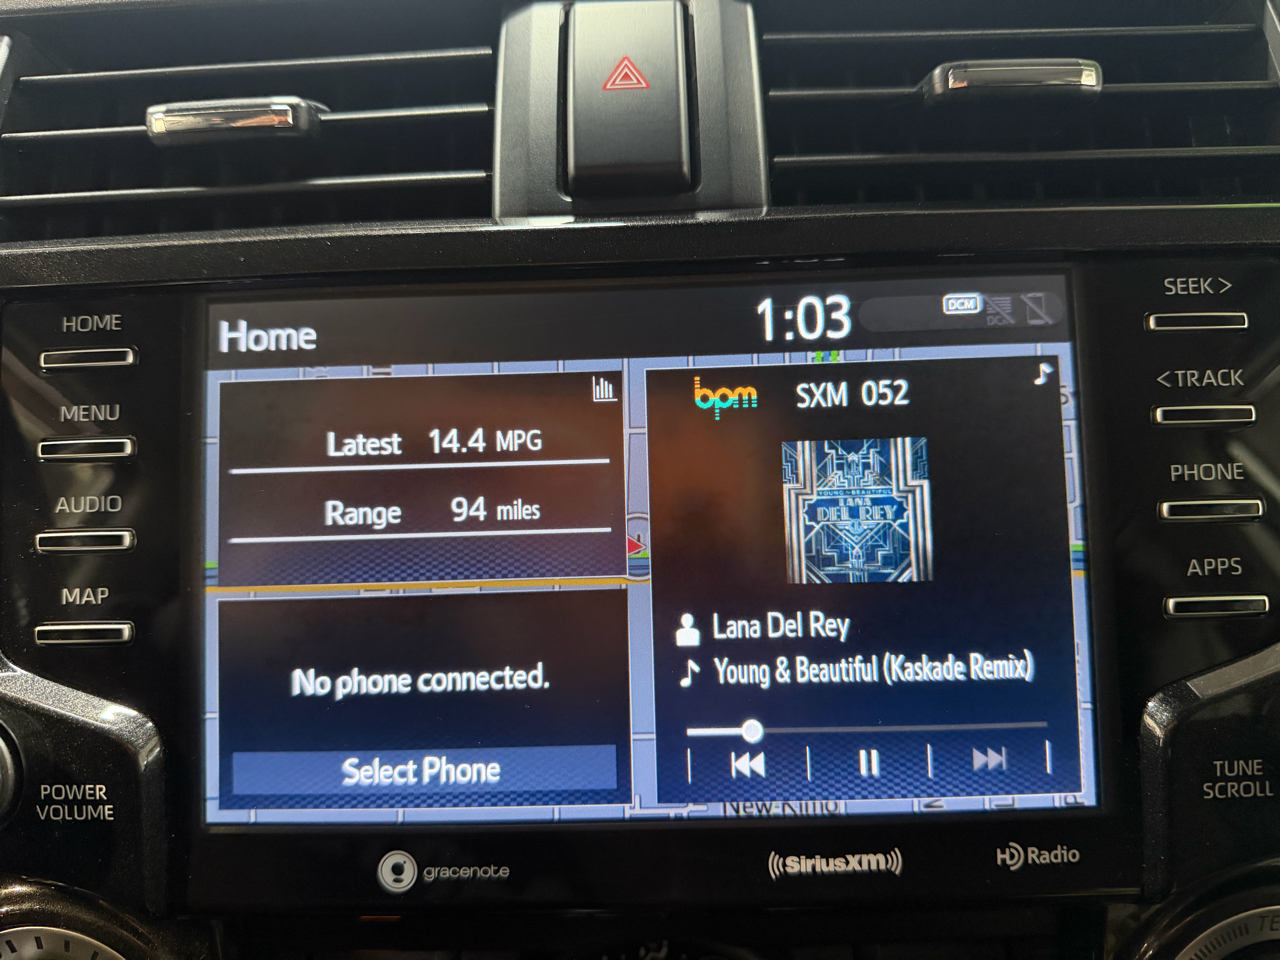 HOME
MENU
AUDIO
MAP
POWER
VOLUME
Home
1:03
DCM
Latest 14.4 MPG
Range 94 miles
No phone connected.
Select Phone
bpm
SXM 052
YOUNG & BEAUTIFUL
LANA
DEL REY
Lana Del Rey
Young & Beautiful (Kaskade Remix)
gracenote
((SiriusXM))
HD Radio
SEEK >
< TRACK
PHONE
APPS
TUNE
SCROLL